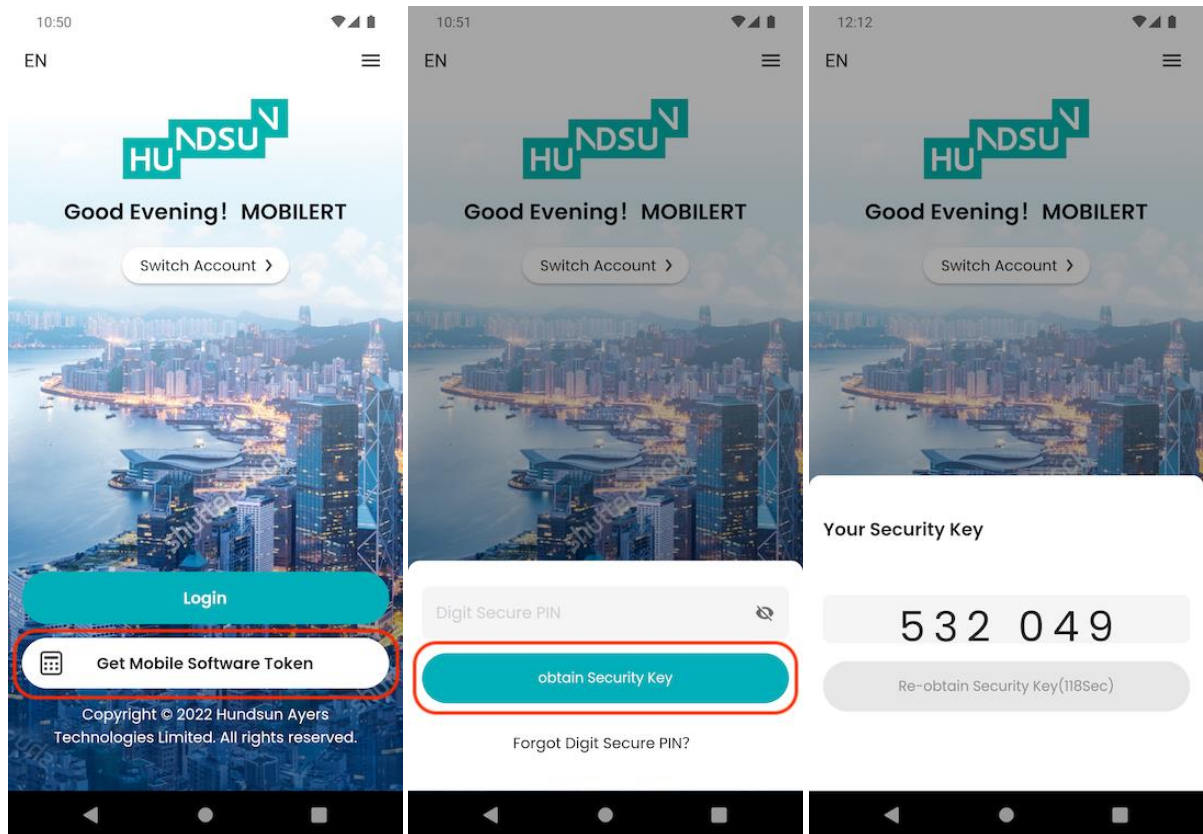 10:50
EN
HUNDSUN
Good Evening! MOBILERT
Switch Account
shutterstock
Login
Get Mobile Software Token
Copyright © 2022 Hundsun Ayers
Technologies Limited. All rights reserved.
10:51
EN
HUNDSUN
Good Evening! MOBILERT
Switch Account
shutterstock
Digit Secure PIN
obtain Security Key
Forgot Digit Secure PIN?
12:12
EN
HUNDSUN
Good Evening! MOBILERT
Switch Account
Your Security Key
532 049
Re-obtain Security Key(118Sec)